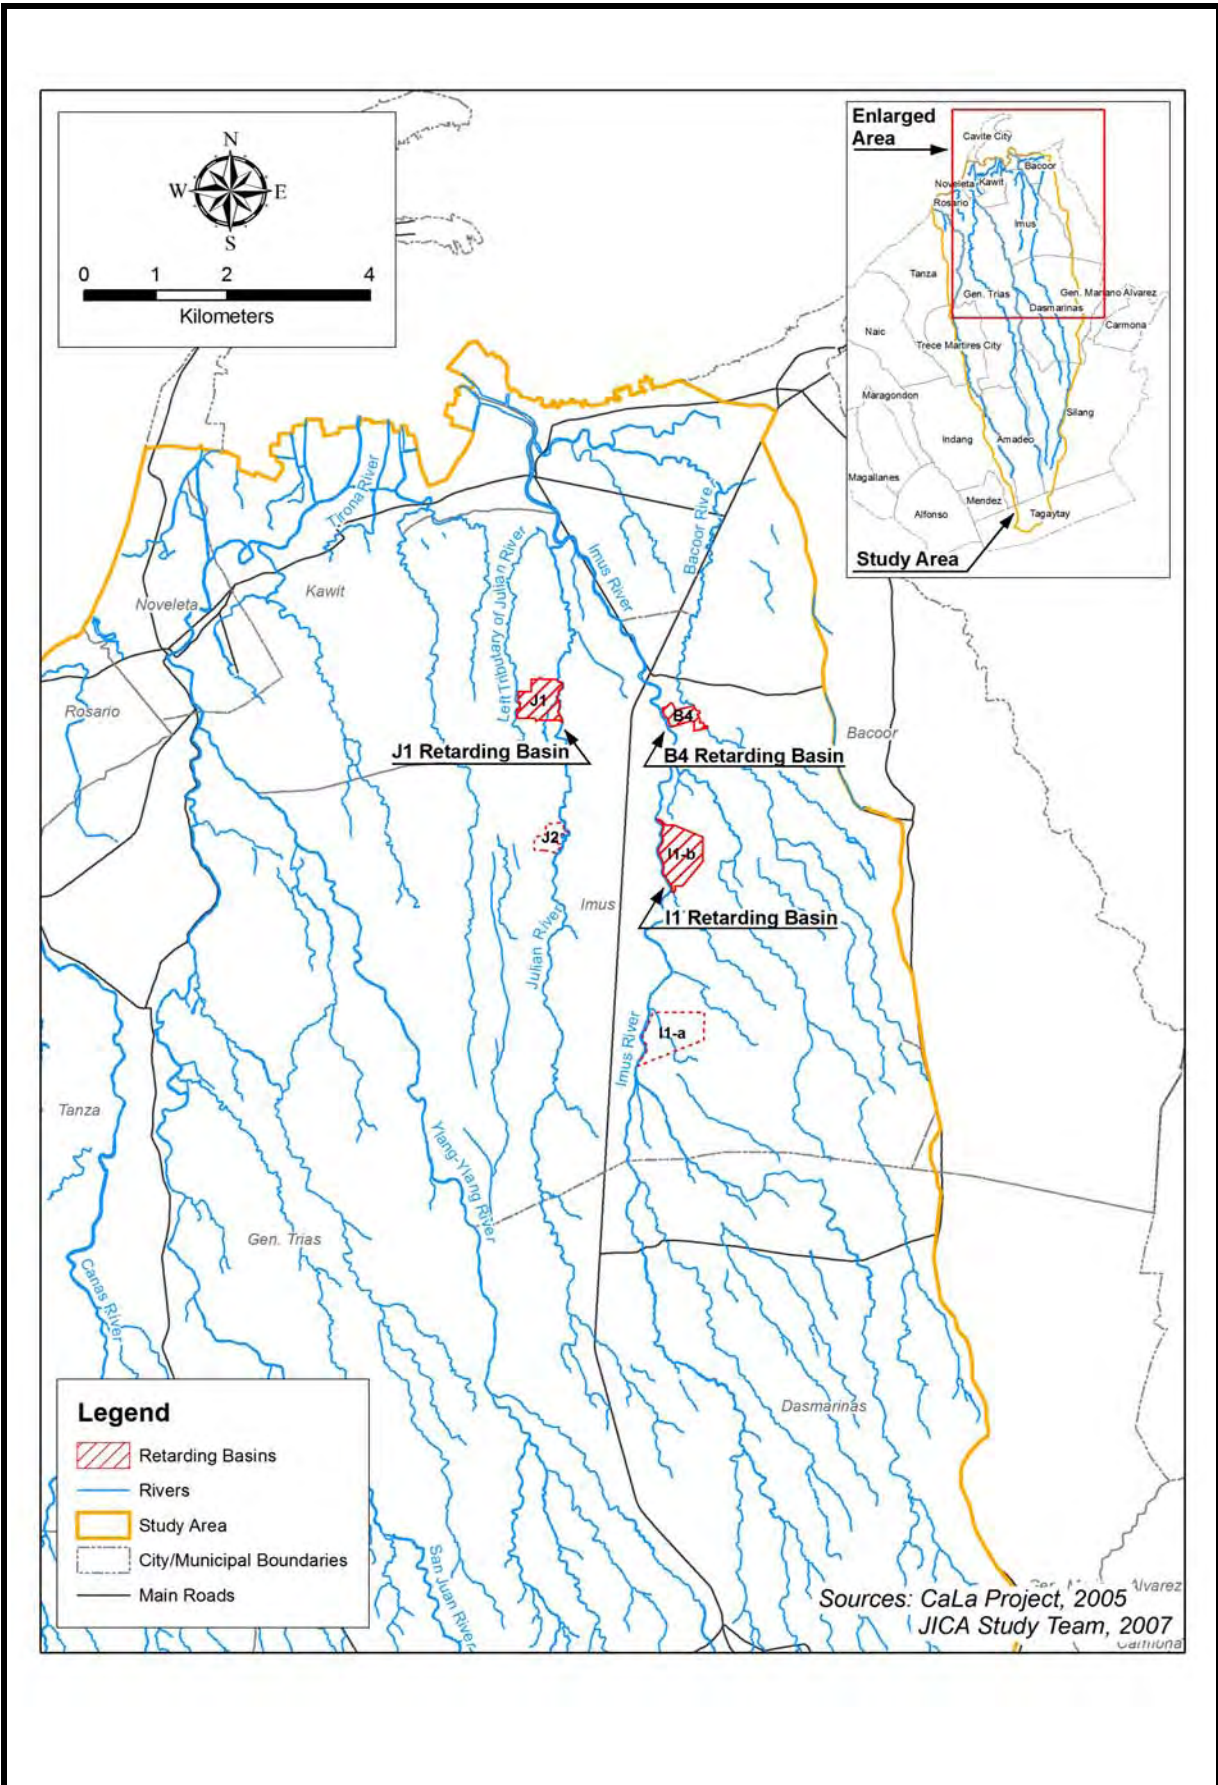 N
W
E
S
0 1 2 4
Kilometers
Enlarged
Area
Cavite City
Bacoor
Noveleta
Kawit
Rosario
Imus
Tanza
Gen. Trias
Gen. Mariano Alvarez
Dasmarinas
Carmona
Naic
Trece Martires City
Maragondon
Silang
Indang
Amadeo
Magallanes
Mendez
Alfonso
Tagaytay
Study Area
Tirona River
Left Tributary of Julian River
Imus River
Bacoor River
Kawit
Noveleta
Rosario
J1
B4
Bacoor
J1 Retarding Basin
B4 Retarding Basin
J2
I1-b
Imus
I1 Retarding Basin
Julian River
I1-a
Imus River
Tanza
Ylang-Ylang River
Gen. Trias
Canas River
Dasmarinas
San Juan River
Legend
Retarding Basins
Rivers
Study Area
City/Municipal Boundaries
Main Roads
Alvarez
Sources: CaLa Project, 2005
JICA Study Team, 2007
Carmona